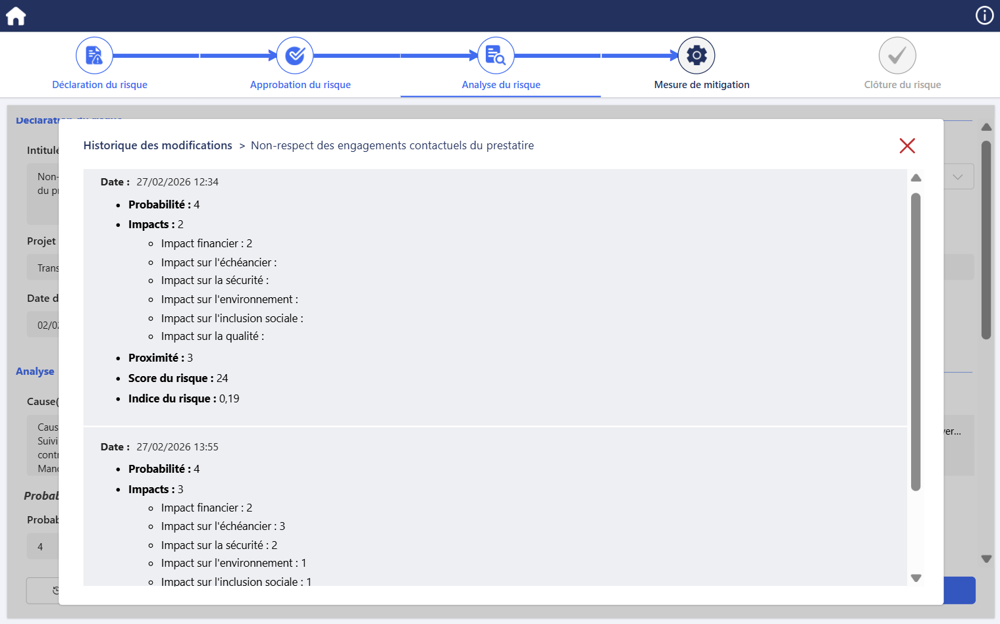 Déclaration du risque
Approbation du risque
Analyse du risque
Mesure de mitigation
Clôture du risque
Historique des modifications > Non-respect des engagements contactuels du prestatire
Intitulé
Non-
du p
Projet
Trans
Date d
02/02
Analyse
Cause(
Caus
Suivi
contr
Mano
ver...
Probab
Probab
4
Date : 27/02/2026 12:34
• Probabilité : 4
• Impacts : 2
Impact financier : 2
Impact sur l'échéancier :
Impact sur la sécurité :
Impact sur l'environnement :
Impact sur l'inclusion sociale :
Impact sur la qualité :
• Proximité : 3
• Score du risque : 24
• Indice du risque : 0,19
Date : 27/02/2026 13:55
• Probabilité : 4
• Impacts : 3
Impact financier : 2
Impact sur l'échéancier : 3
Impact sur la sécurité : 2
Impact sur l'environnement : 1
Impact sur l'inclusion sociale : 1